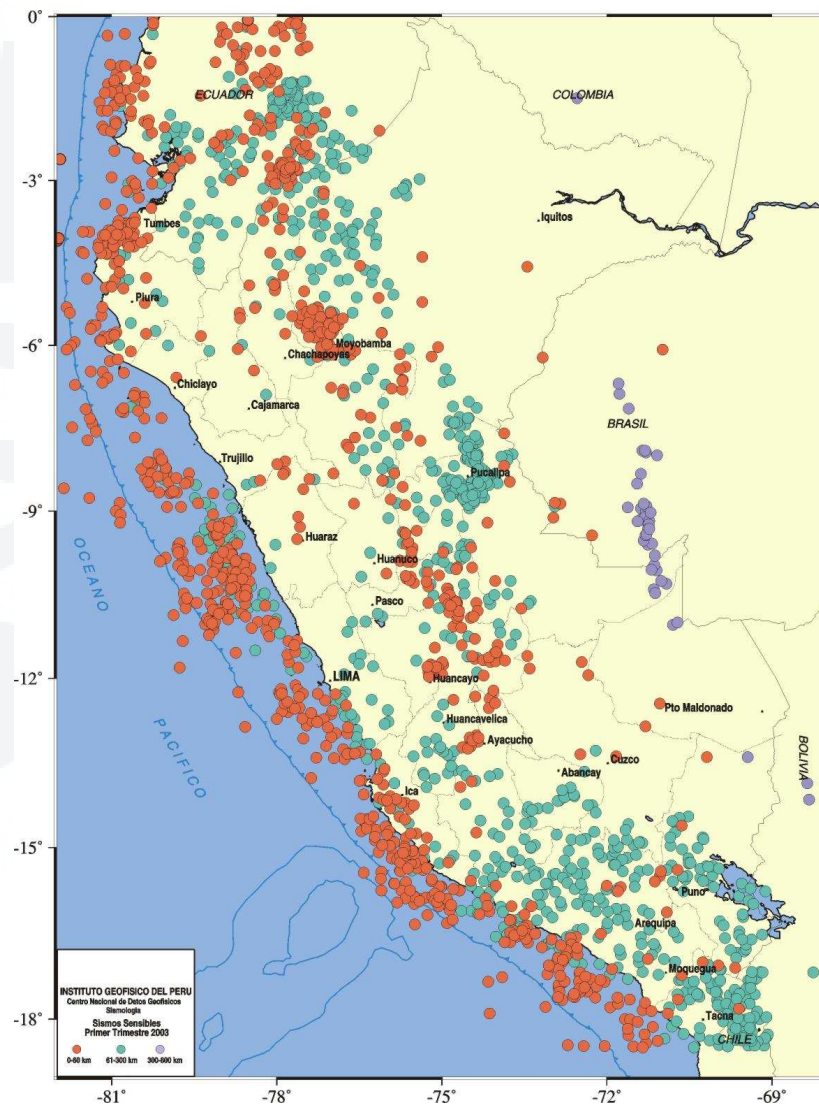 0°
-3°
-6°
-9°
-12°
-15°
-18°
-81°
-78°
-75°
-72°
-69°
ECUADOR
COLOMBIA
Iquitos
Tumbes
Piura
Moyobamba
Chachapoyas
Chiclayo
Cajamarca
BRASIL
Trujillo
Pucallpa
Huaraz
Huanuco
OCEANO
Pasco
LIMA
Huancayo
Pto Maldonado
PACIFICO
Huancavelica
Ayacucho
Cuzco
Abancay
BOLIVIA
Ica
Puno
Arequipa
Moquegua
Tacna
CHILE
INSTITUTO GEOFISICO DEL PERU
Centro Nacional de Datos Geofisicos
Sismologia
Sismos Sensibles
Primer Trimestre 2003
0-60 km 61-300 km 300-600 km